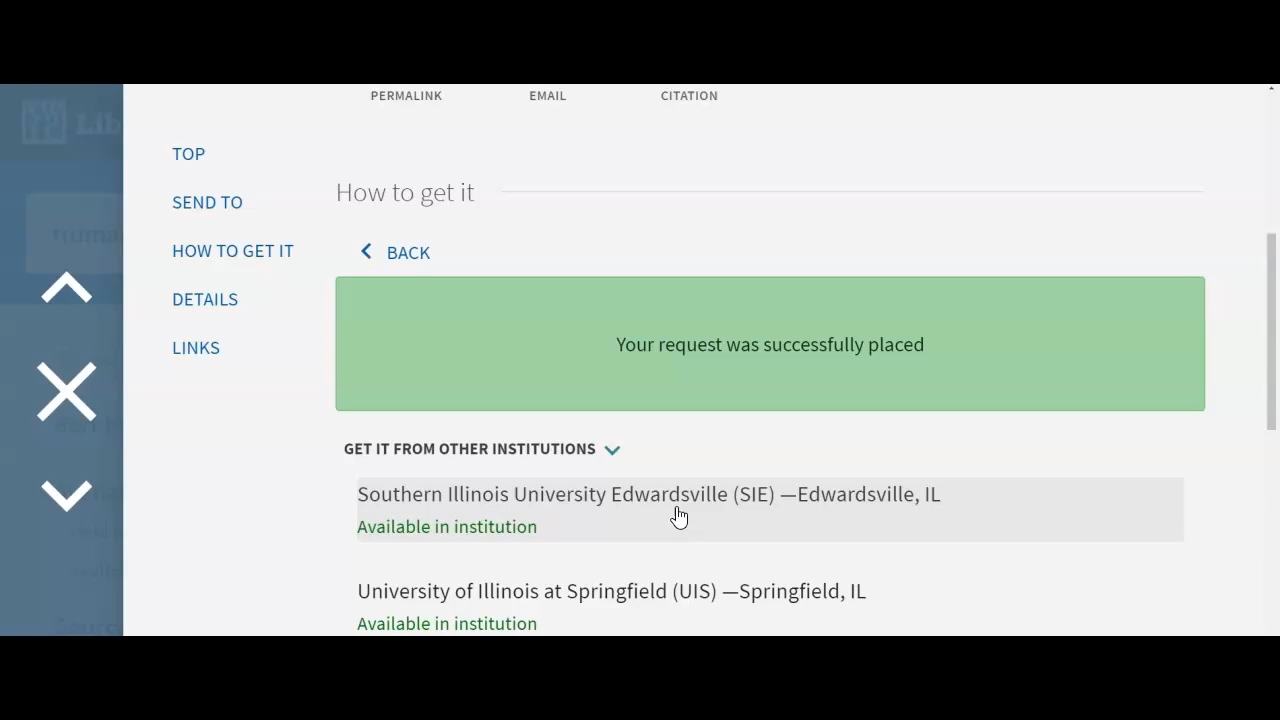 PERMALINK EMAIL CITATION
TOP
SEND TO
HOW TO GET IT
DETAILS
LINKS
How to get it
BACK
Your request was successfully placed
GET IT FROM OTHER INSTITUTIONS
Southern Illinois University Edwardsville (SIE) —Edwardsville, IL
Available in institution
University of Illinois at Springfield (UIS) —Springfield, IL
Available in institution